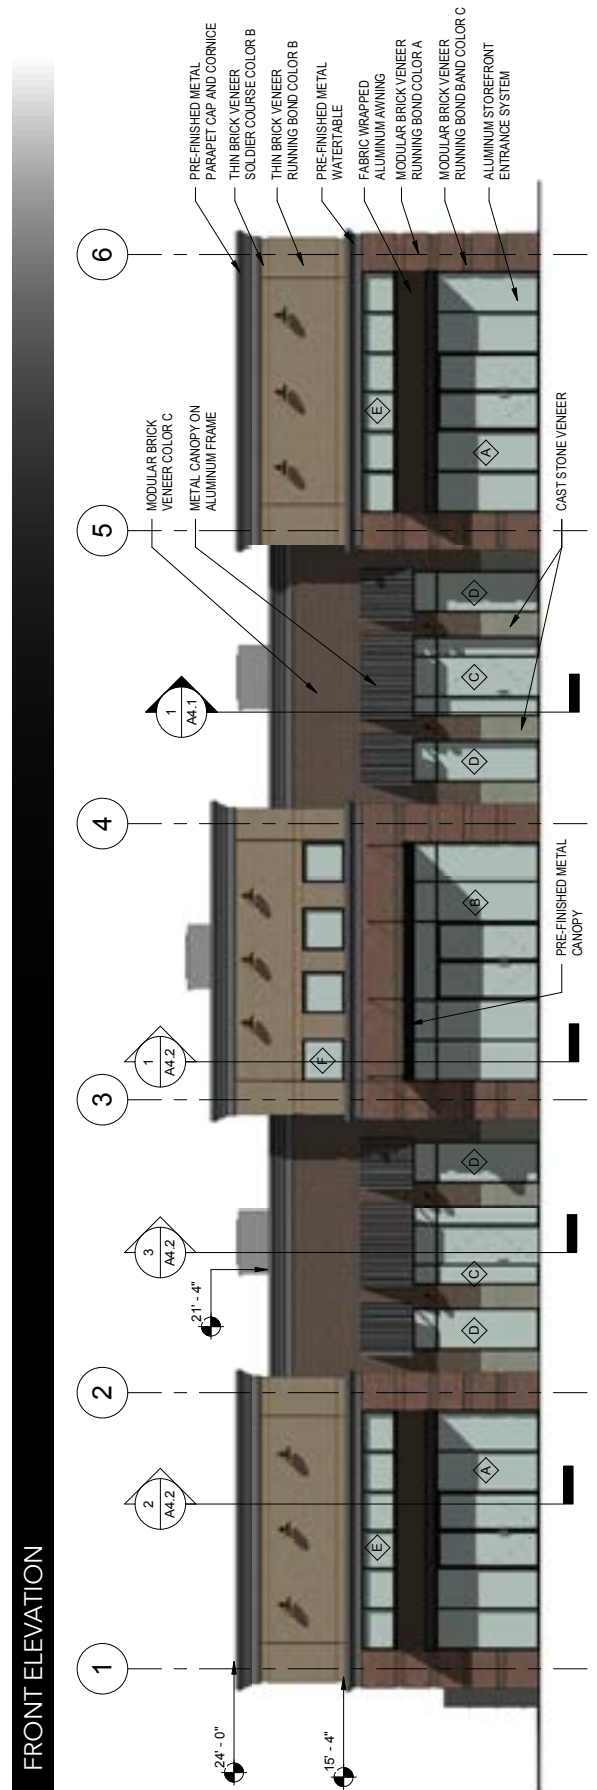 FRONT ELEVATION
1
2
3
4
5
6
24' - 0"
15' - 4"
21' - 4"
2
A4.2
3
A4.2
1
A4.2
1
A4.1
MODULAR BRICK
VENEER COLOR C
METAL CANOPY ON
ALUMINUM FRAME
PRE-FINISHED METAL
PARAPET CAP AND CORNICE
THIN BRICK VENEER
SOLDIER COURSE COLOR B
THIN BRICK VENEER
RUNNING BOND COLOR B
PRE-FINISHED METAL
WATERTABLE
FABRIC WRAPPED
ALUMINUM AWNING
MODULAR BRICK VENEER
RUNNING BOND COLOR A
MODULAR BRICK VENEER
RUNNING BOND BAND COLOR C
ALUMINUM STOREFRONT
ENTRANCE SYSTEM
E
A
D
C
D
F
B
D
C
D
E
A
PRE-FINISHED METAL
CANOPY
CAST STONE VENEER